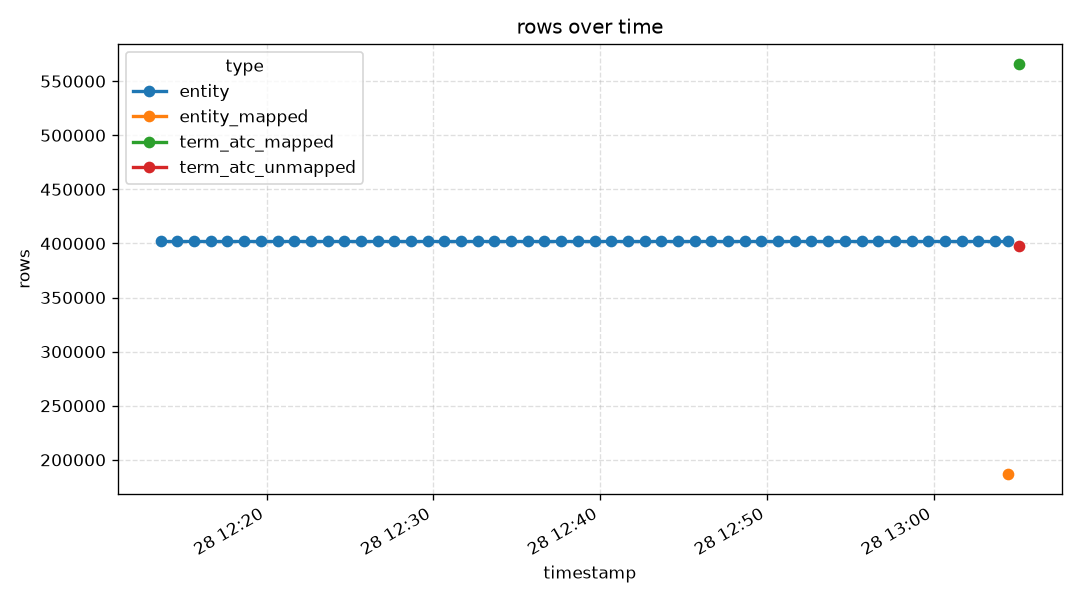 rows over time
type
entity
entity_mapped
term_atc_mapped
term_atc_unmapped
rows
550000
500000
450000
400000
350000
300000
250000
200000
28 12:20
28 12:30
28 12:40
28 12:50
28 13:00
timestamp